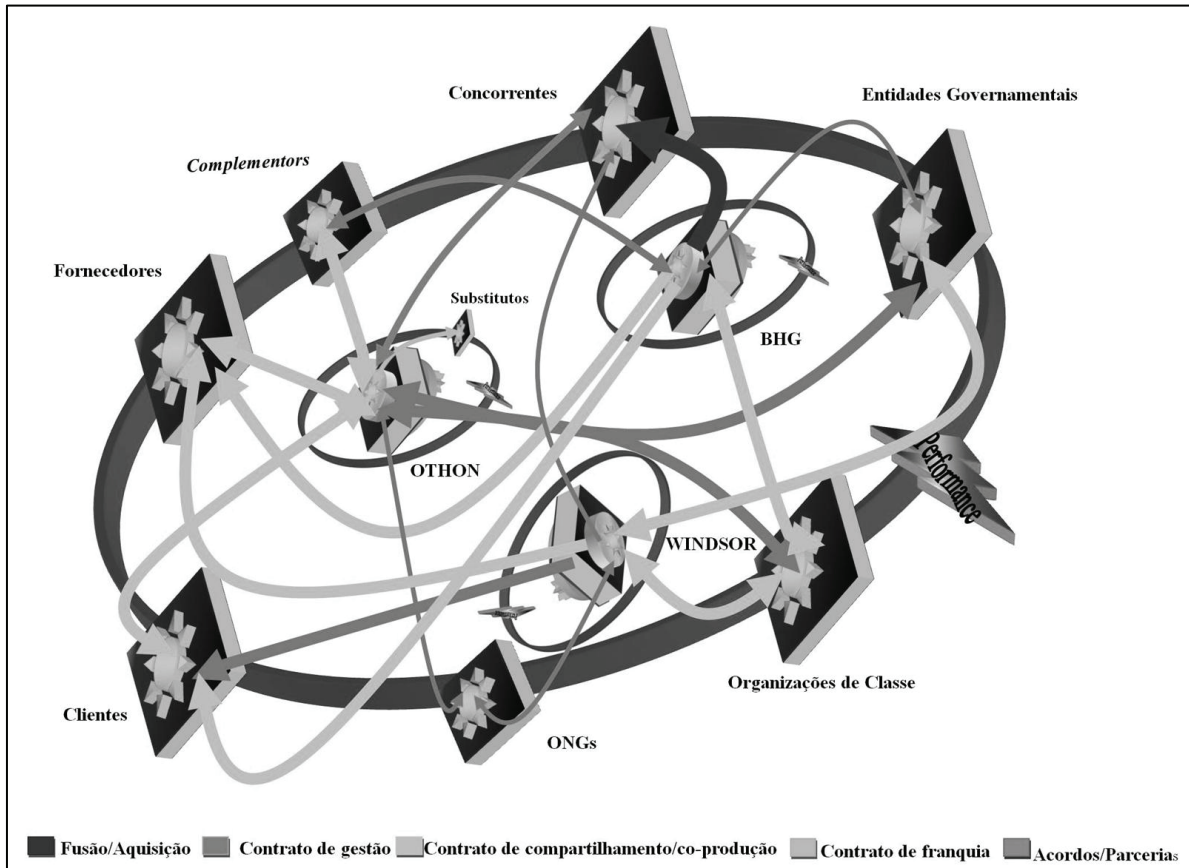 Concorrentes
Entidades Governamentais
Complementors
Fornecedores
Substitutos
BHG
OTHON
Performance
WINDSOR
Organizações de Classe
Clientes
ONGs
Fusão/Aquisição
Contrato de gestão
Contrato de compartilhamento/co-produção
Contrato de franquia
Acordos/Parcerias